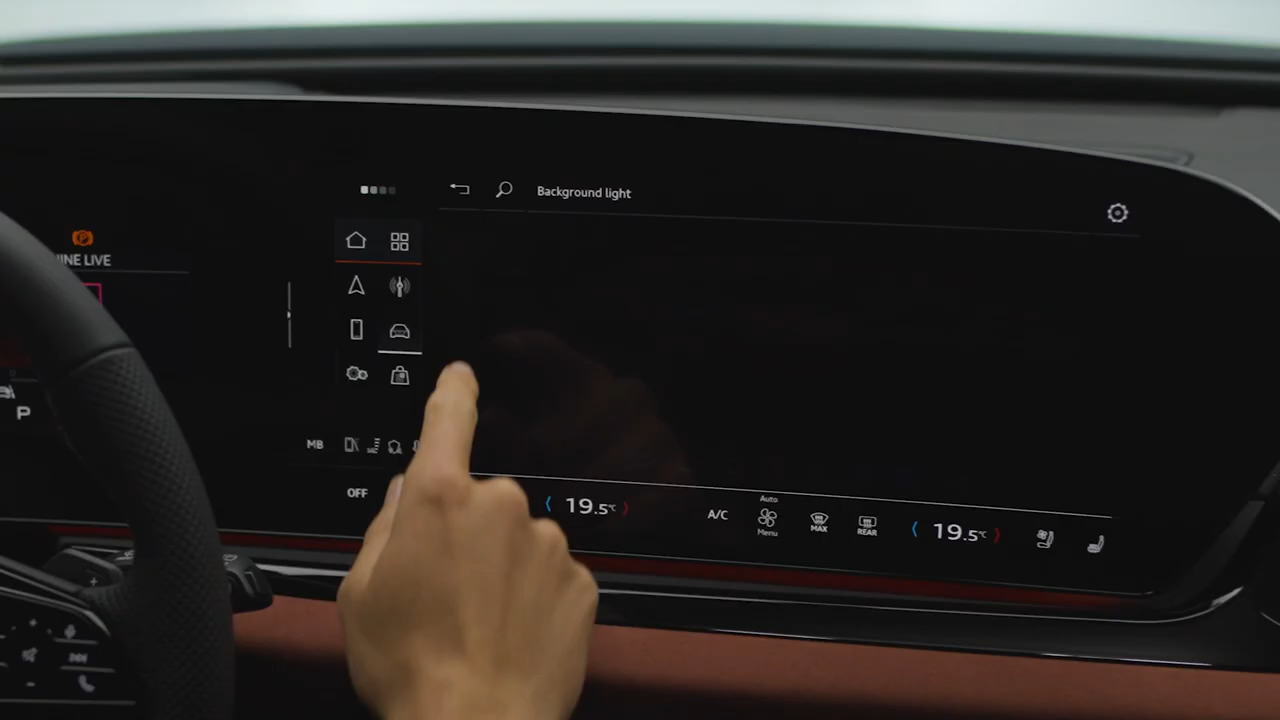 Background light
INE LIVE
P
MB
OFF
19.5°C
A/C
Auto
Menu
MAX
REAR
19.5°C